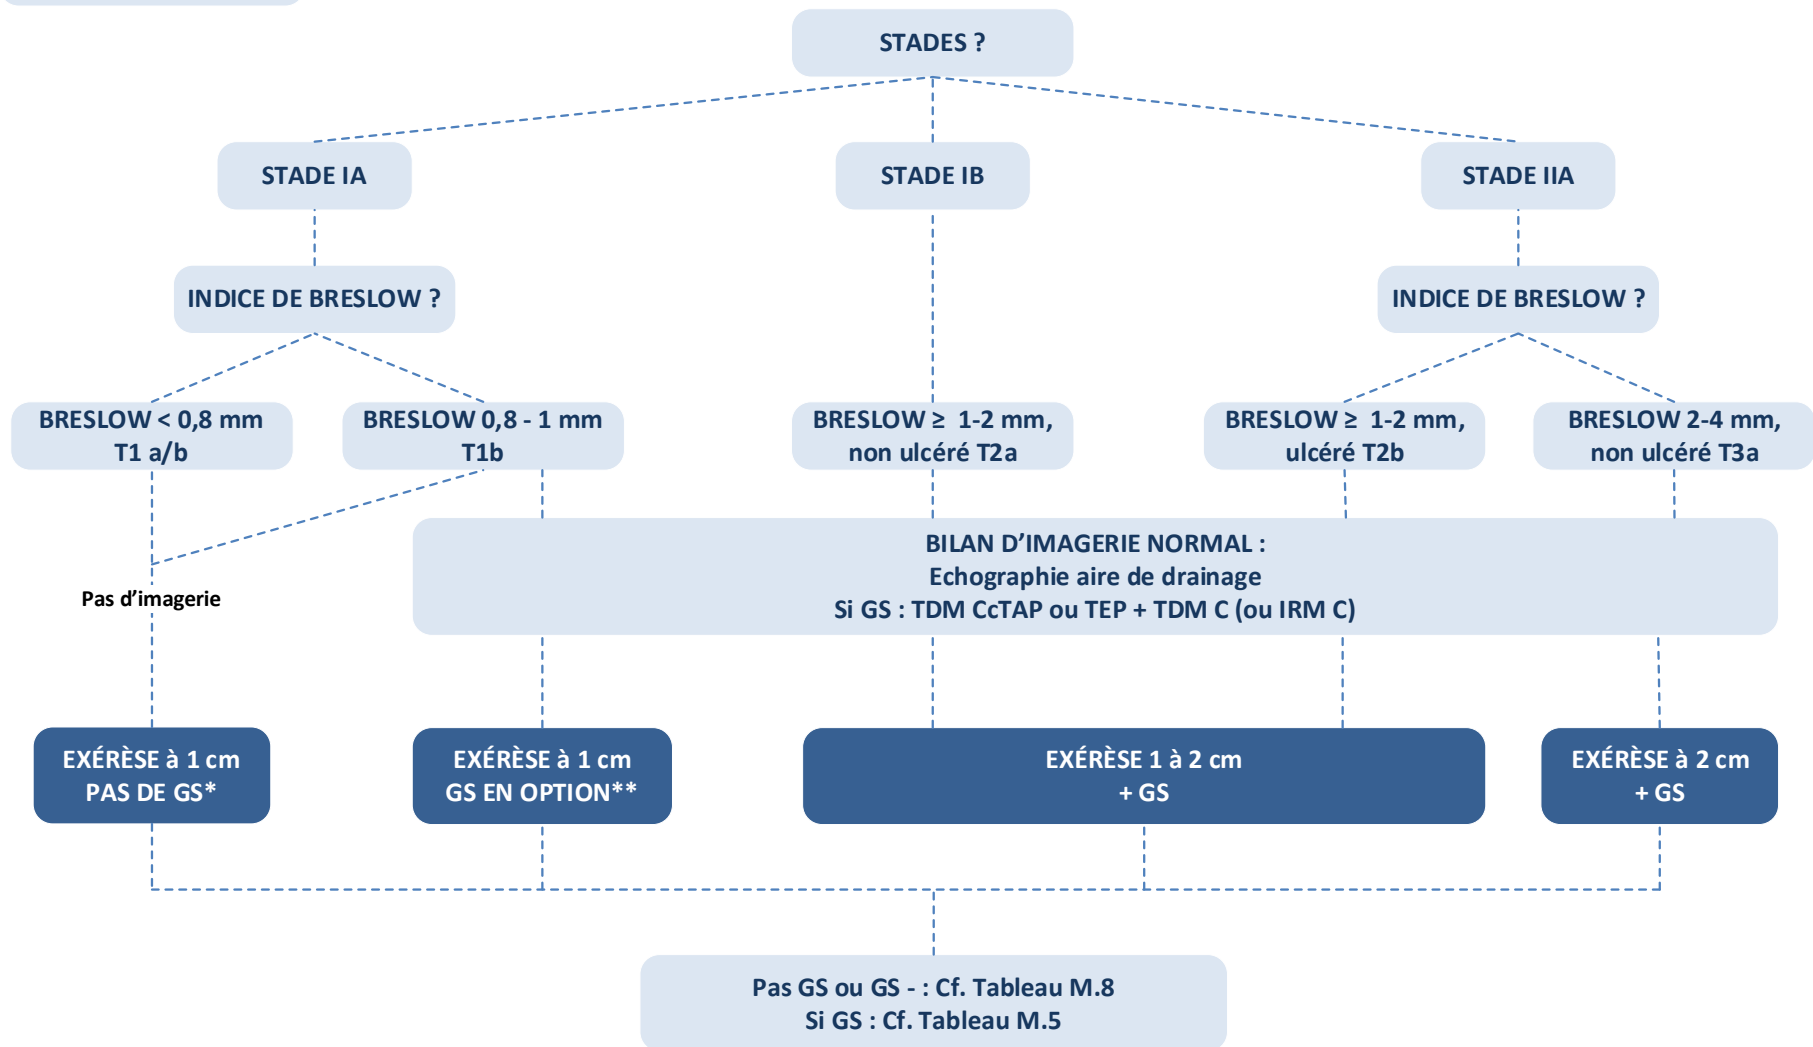 STADES ?
STADE IA
STADE IB
STADE IIA
INDICE DE BRESLOW ?
INDICE DE BRESLOW ?
BRESLOW < 0,8 mm
T1 a/b
BRESLOW 0,8 - 1 mm
T1b
BRESLOW ≥ 1-2 mm,
non ulcéré T2a
BRESLOW ≥ 1-2 mm,
ulcéré T2b
BRESLOW 2-4 mm,
non ulcéré T3a
BILAN D’IMAGERIE NORMAL :
Echographie aire de drainage
Si GS : TDM CcTAP ou TEP + TDM C (ou IRM C)
Pas d’imagerie
EXÉRÈSE à 1 cm
PAS DE GS*
EXÉRÈSE à 1 cm
GS EN OPTION**
EXÉRÈSE 1 à 2 cm
+ GS
EXÉRÈSE à 2 cm
+ GS
Pas GS ou GS - : Cf. Tableau M.8
Si GS : Cf. Tableau M.5